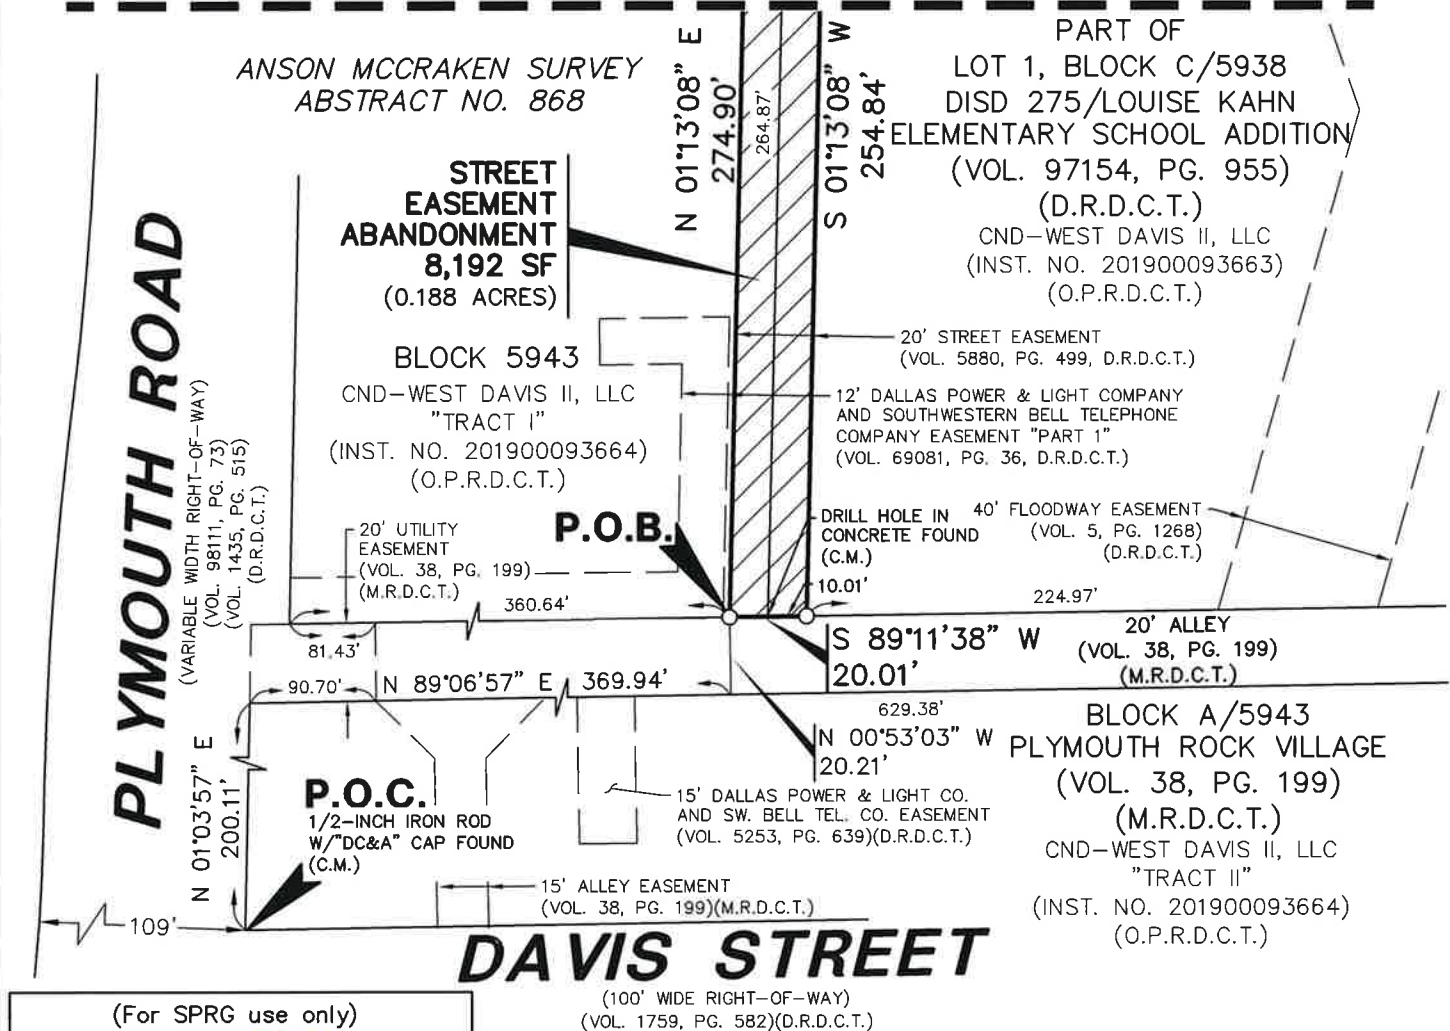 ANSON MCCRAKEN SURVEY
ABSTRACT NO. 868
N 01°13'08" E
274.90'
264.87'
S 01°13'08" W
254.84'
PART OF
LOT 1, BLOCK C/5938
DISD 275/LOUISE KAHN
ELEMENTARY SCHOOL ADDITION
(VOL. 97154, PG. 955)
(D.R.D.C.T.)
CND-WEST DAVIS II, LLC
(INST. NO. 201900093663)
(O.P.R.D.C.T.)
STREET
EASEMENT
ABANDONMENT
8,192 SF
(0.188 ACRES)
PLYMOUTH ROAD
(VARIABLE WIDTH RIGHT-OF-WAY)
(VOL. 98111, PG. 73)
(VOL. 1435, PG. 515)
(D.R.D.C.T.)
BLOCK 5943
CND-WEST DAVIS II, LLC
"TRACT I"
(INST. NO. 201900093664)
(O.P.R.D.C.T.)
20' STREET EASEMENT
(VOL. 5880, PG. 499, D.R.D.C.T.)
12' DALLAS POWER & LIGHT COMPANY
AND SOUTHWESTERN BELL TELEPHONE
COMPANY EASEMENT "PART 1"
(VOL. 69081, PG. 36, D.R.D.C.T.)
20' UTILITY
EASEMENT
(VOL. 38, PG. 199)
(M.R.D.C.T.)
P.O.B.
DRILL HOLE IN
CONCRETE FOUND
(C.M.)
40' FLOODWAY EASEMENT
(VOL. 5, PG. 1268)
(D.R.D.C.T.)
10.01'
360.64'
224.97'
81.43'
S 89°11'38" W
20.01'
20' ALLEY
(VOL. 38, PG. 199)
(M.R.D.C.T.)
90.70'
N 89°06'57" E 369.94'
629.38'
N 00°53'03" W
20.21'
BLOCK A/5943
PLYMOUTH ROCK VILLAGE
(VOL. 38, PG. 199)
(M.R.D.C.T.)
CND-WEST DAVIS II, LLC
"TRACT II"
(INST. NO. 201900093664)
(O.P.R.D.C.T.)
N 01°03'57" E
200.11'
P.O.C.
1/2-INCH IRON ROD
W/"DC&A" CAP FOUND
(C.M.)
15' DALLAS POWER & LIGHT CO.
AND SW. BELL TEL. CO. EASEMENT
(VOL. 5253, PG. 639)(D.R.D.C.T.)
15' ALLEY EASEMENT
(VOL. 38, PG. 199)(M.R.D.C.T.)
109'
DAVIS STREET
(100' WIDE RIGHT-OF-WAY)
(VOL. 1759, PG. 582)(D.R.D.C.T.)
(For SPRG use only)